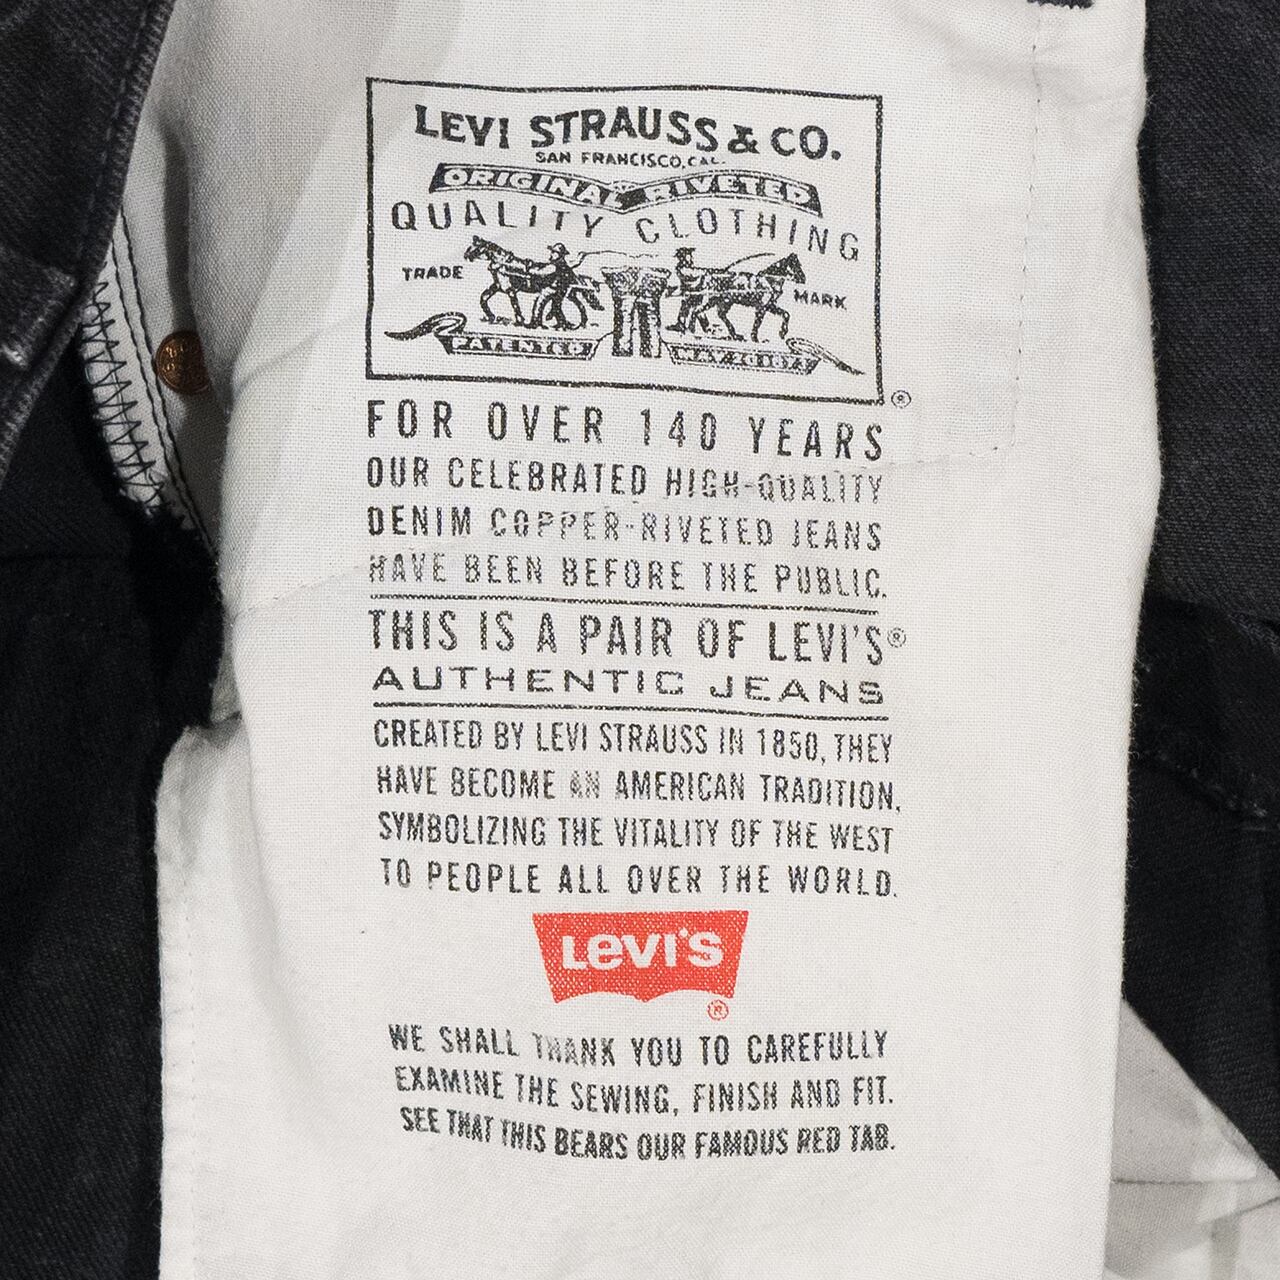 LEVI STRAUSS & CO.
SAN FRANCISCO, CAL.
ORIGINAL RIVETED
QUALITY CLOTHING
TRADE MARK
PATENTED MAY 20 1873
®
FOR OVER 140 YEARS
OUR CELEBRATED HIGH-QUALITY
DENIM COPPER-RIVETED JEANS
HAVE BEEN BEFORE THE PUBLIC.
THIS IS A PAIR OF LEVI'S®
AUTHENTIC JEANS
CREATED BY LEVI STRAUSS IN 1850, THEY
HAVE BECOME AN AMERICAN TRADITION,
SYMBOLIZING THE VITALITY OF THE WEST
TO PEOPLE ALL OVER THE WORLD.
LeVI'S
®
WE SHALL THANK YOU TO CAREFULLY
EXAMINE THE SEWING, FINISH AND FIT.
SEE THAT THIS BEARS OUR FAMOUS RED TAB.